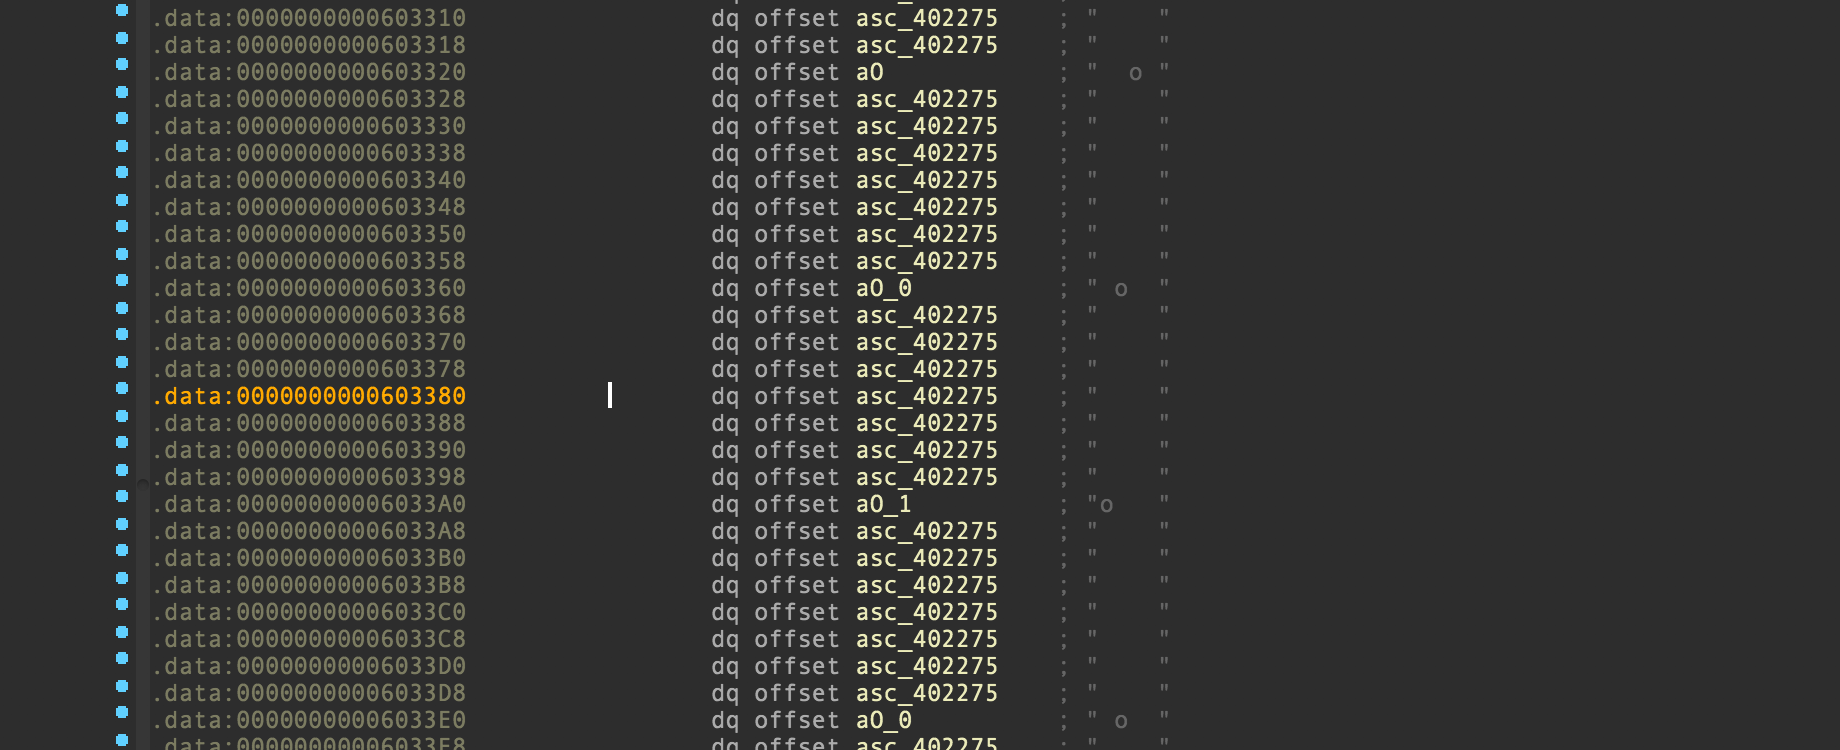 .data:0000000000603310 dq offset asc_402275 ; "    "
.data:0000000000603318 dq offset asc_402275 ; "    "
.data:0000000000603320 dq offset aO ; "  o "
.data:0000000000603328 dq offset asc_402275 ; "    "
.data:0000000000603330 dq offset asc_402275 ; "    "
.data:0000000000603338 dq offset asc_402275 ; "    "
.data:0000000000603340 dq offset asc_402275 ; "    "
.data:0000000000603348 dq offset asc_402275 ; "    "
.data:0000000000603350 dq offset asc_402275 ; "    "
.data:0000000000603358 dq offset asc_402275 ; "    "
.data:0000000000603360 dq offset aO_0 ; " o  "
.data:0000000000603368 dq offset asc_402275 ; "    "
.data:0000000000603370 dq offset asc_402275 ; "    "
.data:0000000000603378 dq offset asc_402275 ; "    "
.data:0000000000603380 dq offset asc_402275 ; "    "
.data:0000000000603388 dq offset asc_402275 ; "    "
.data:0000000000603390 dq offset asc_402275 ; "    "
.data:0000000000603398 dq offset asc_402275 ; "    "
.data:00000000006033A0 dq offset aO_1 ; "o   "
.data:00000000006033A8 dq offset asc_402275 ; "    "
.data:00000000006033B0 dq offset asc_402275 ; "    "
.data:00000000006033B8 dq offset asc_402275 ; "    "
.data:00000000006033C0 dq offset asc_402275 ; "    "
.data:00000000006033C8 dq offset asc_402275 ; "    "
.data:00000000006033D0 dq offset asc_402275 ; "    "
.data:00000000006033D8 dq offset asc_402275 ; "    "
.data:00000000006033E0 dq offset aO_0 ; " o  "
.data:00000000006033E8 dq offset asc_402275 ; "    "